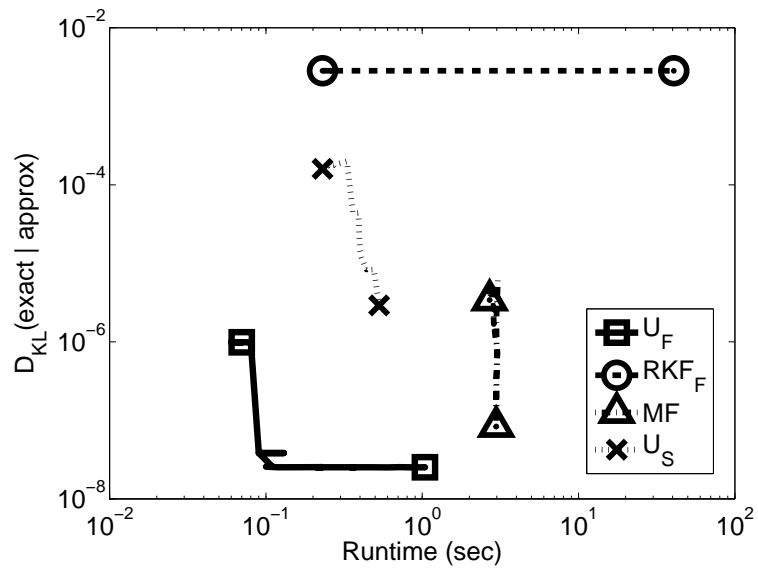 10^−2
10^−4
10^−6
10^−8
D_KL(exact | approx)
10^−2
10^−1
10^0
10^1
10^2
Runtime (sec)
U_F
RKF_F
MF
U_S